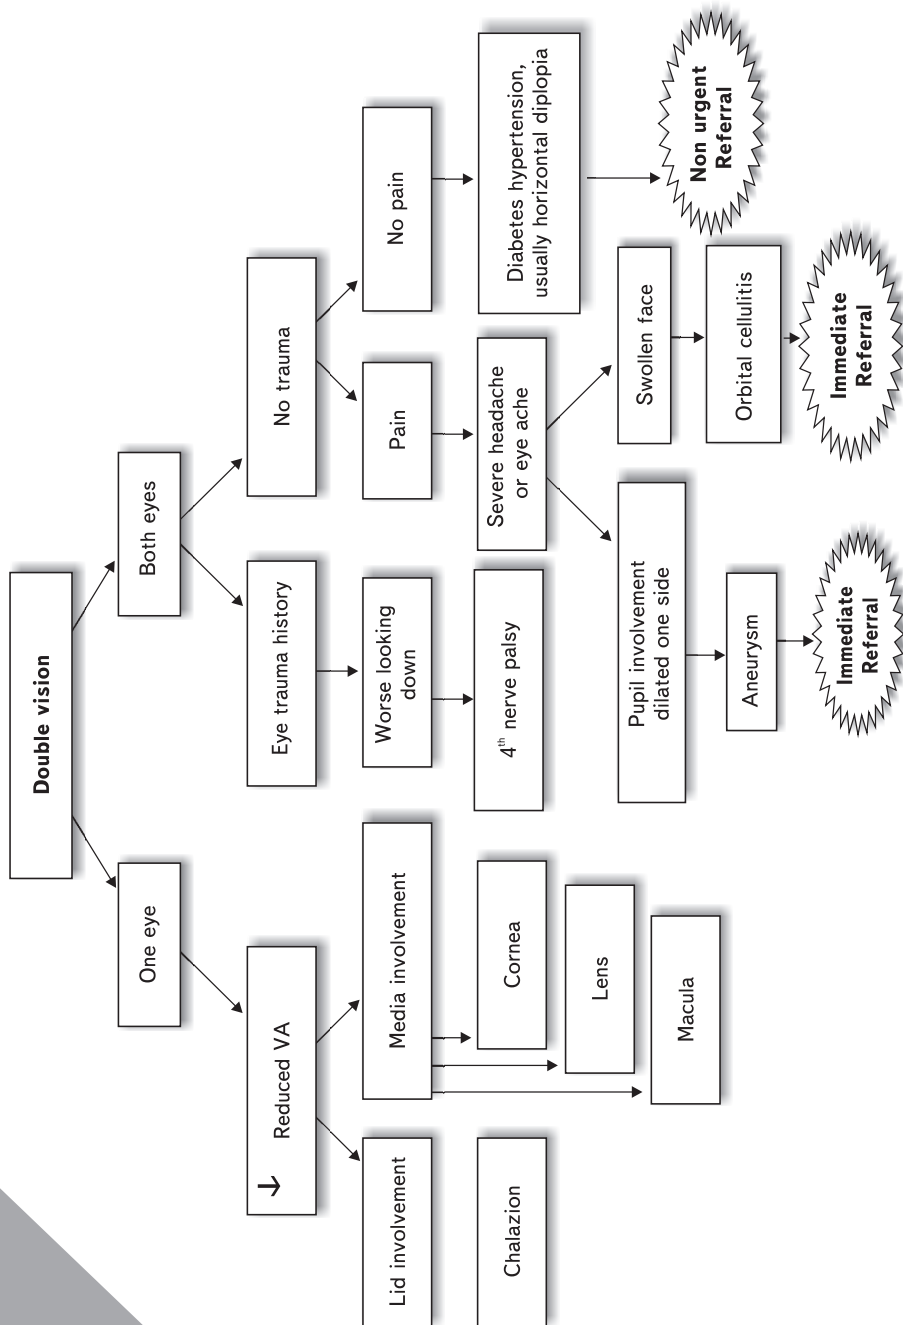 Double vision
One eye
Both eyes
↓ Reduced VA
Eye trauma history
No trauma
Lid involvement
Media involvement
Worse looking
down
Pain
No pain
Chalazion
Cornea
Lens
Macula
4th nerve palsy
Severe headache
or eye ache
Diabetes hypertension,
usually horizontal diplopia
Pupil involvement
dilated one side
Swollen face
Aneurysm
Orbital cellulitis
Immediate
Referral
Immediate
Referral
Non urgent
Referral